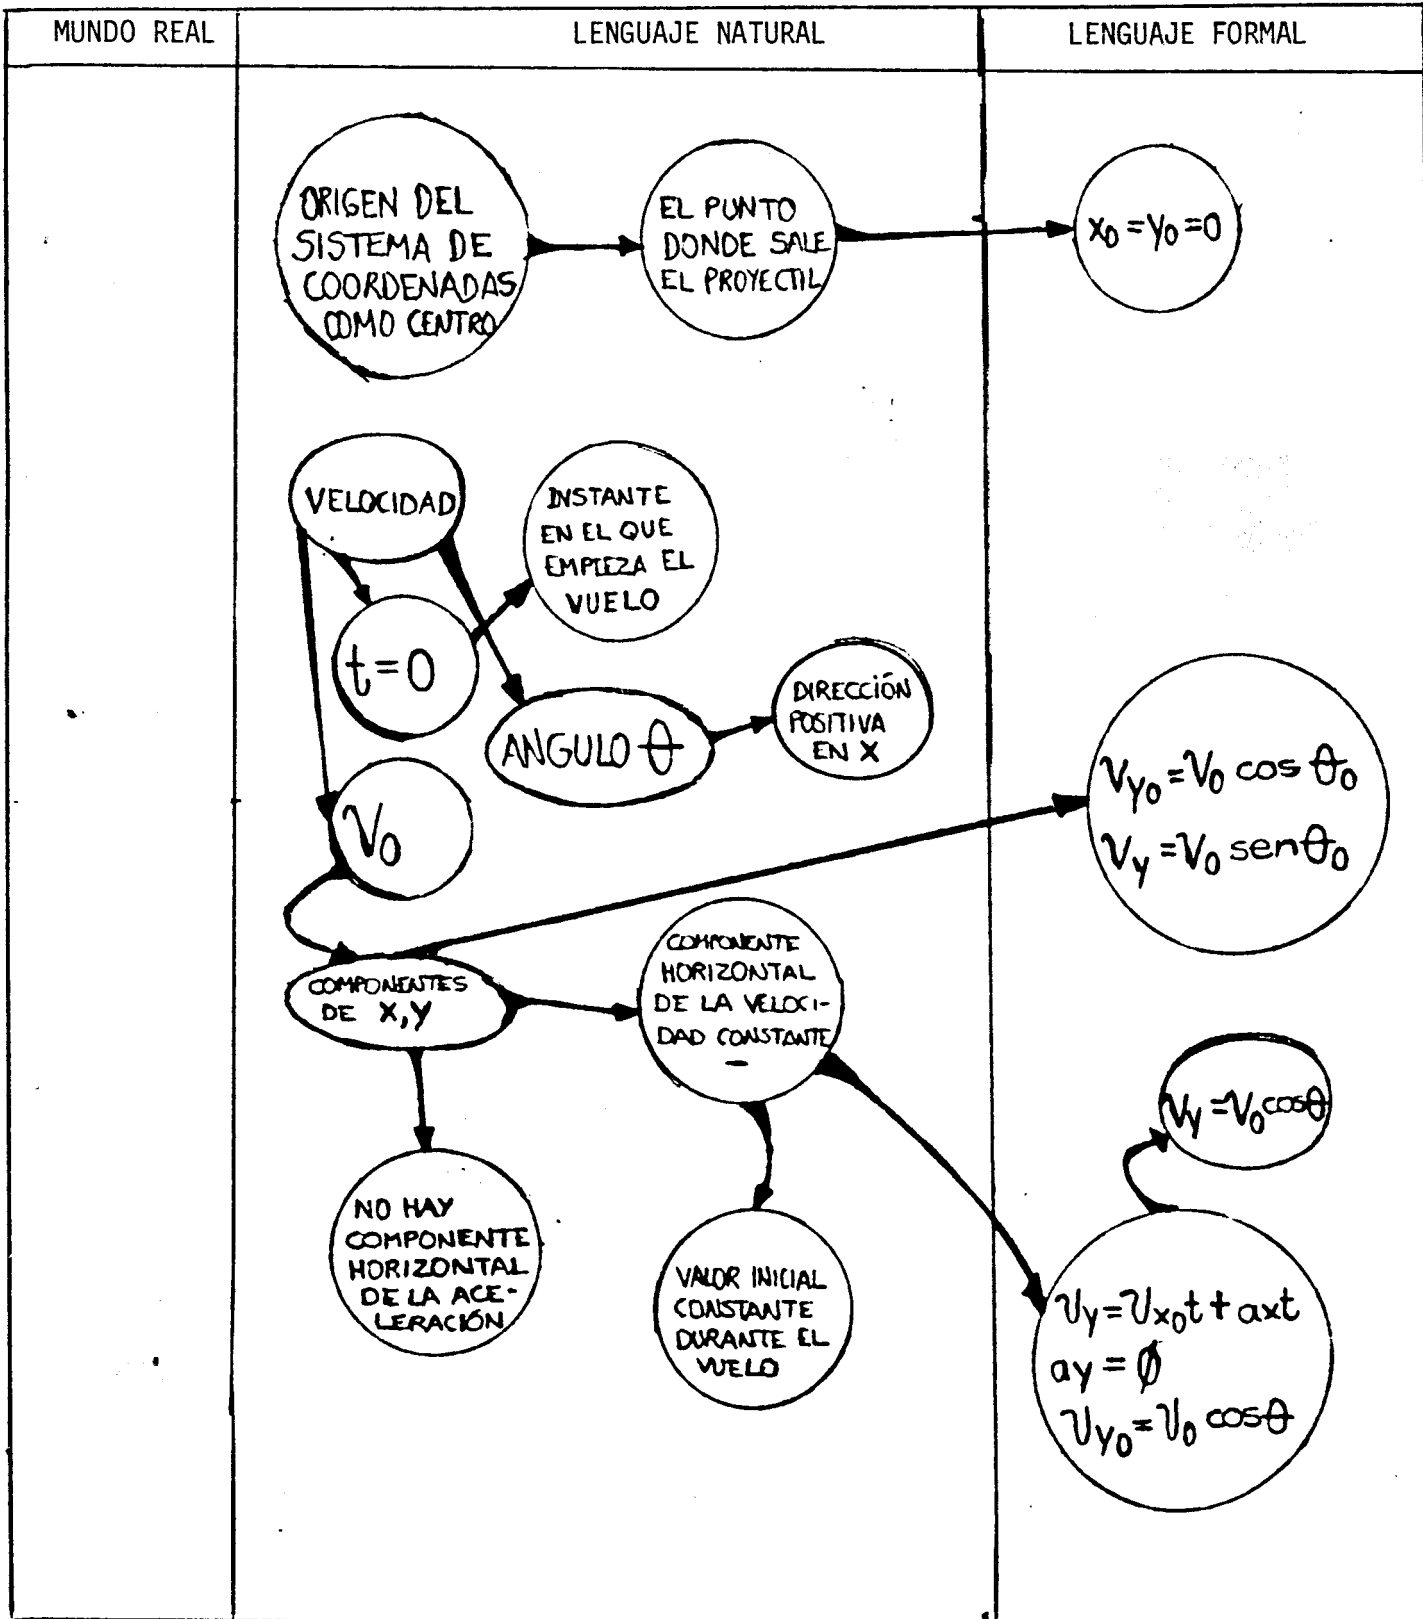 MUNDO REAL
LENGUAJE NATURAL
LENGUAJE FORMAL
ORIGEN DEL
SISTEMA DE
COORDENADAS
COMO CENTRO
EL PUNTO
DONDE SALE
EL PROYECTIL
x₀ = y₀ = 0
VELOCIDAD
INSTANTE
EN EL QUE
EMPIEZA EL
VUELO
t = 0
ANGULO θ
DIRECCIÓN
POSITIVA
EN X
V₀
Vy₀ = V₀ cos θ₀
Vy = V₀ sen θ₀
COMPONENTES
DE X, Y
COMPONENTE
HORIZONTAL
DE LA VELOCI-
DAD CONSTANTE
Vy = V₀ cos θ
NO HAY
COMPONENTE
HORIZONTAL
DE LA ACE-
LERACIÓN
VALOR INICIAL
CONSTANTE
DURANTE EL
VUELO
Vy = Vx₀t + axt
ay = Ø
Vy₀ = V₀ cos θ